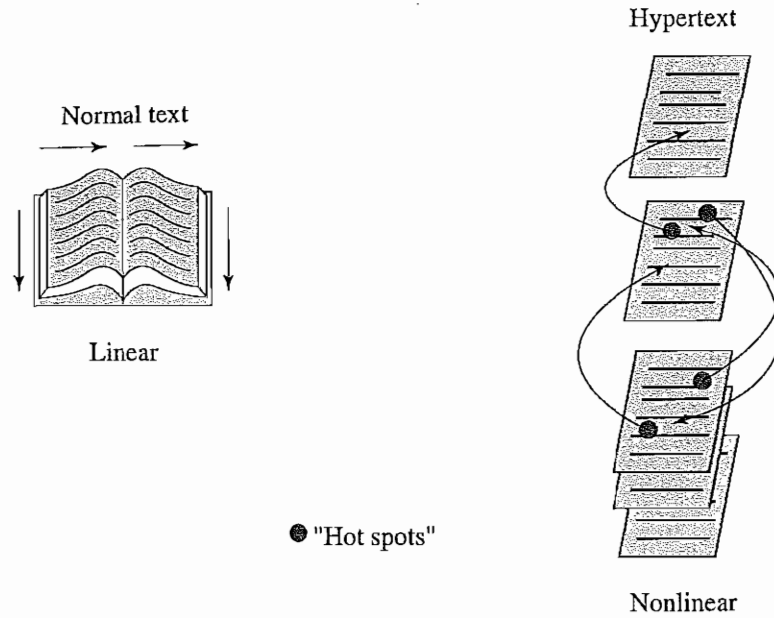 Hypertext
Normal text
Linear
"Hot spots"
Nonlinear